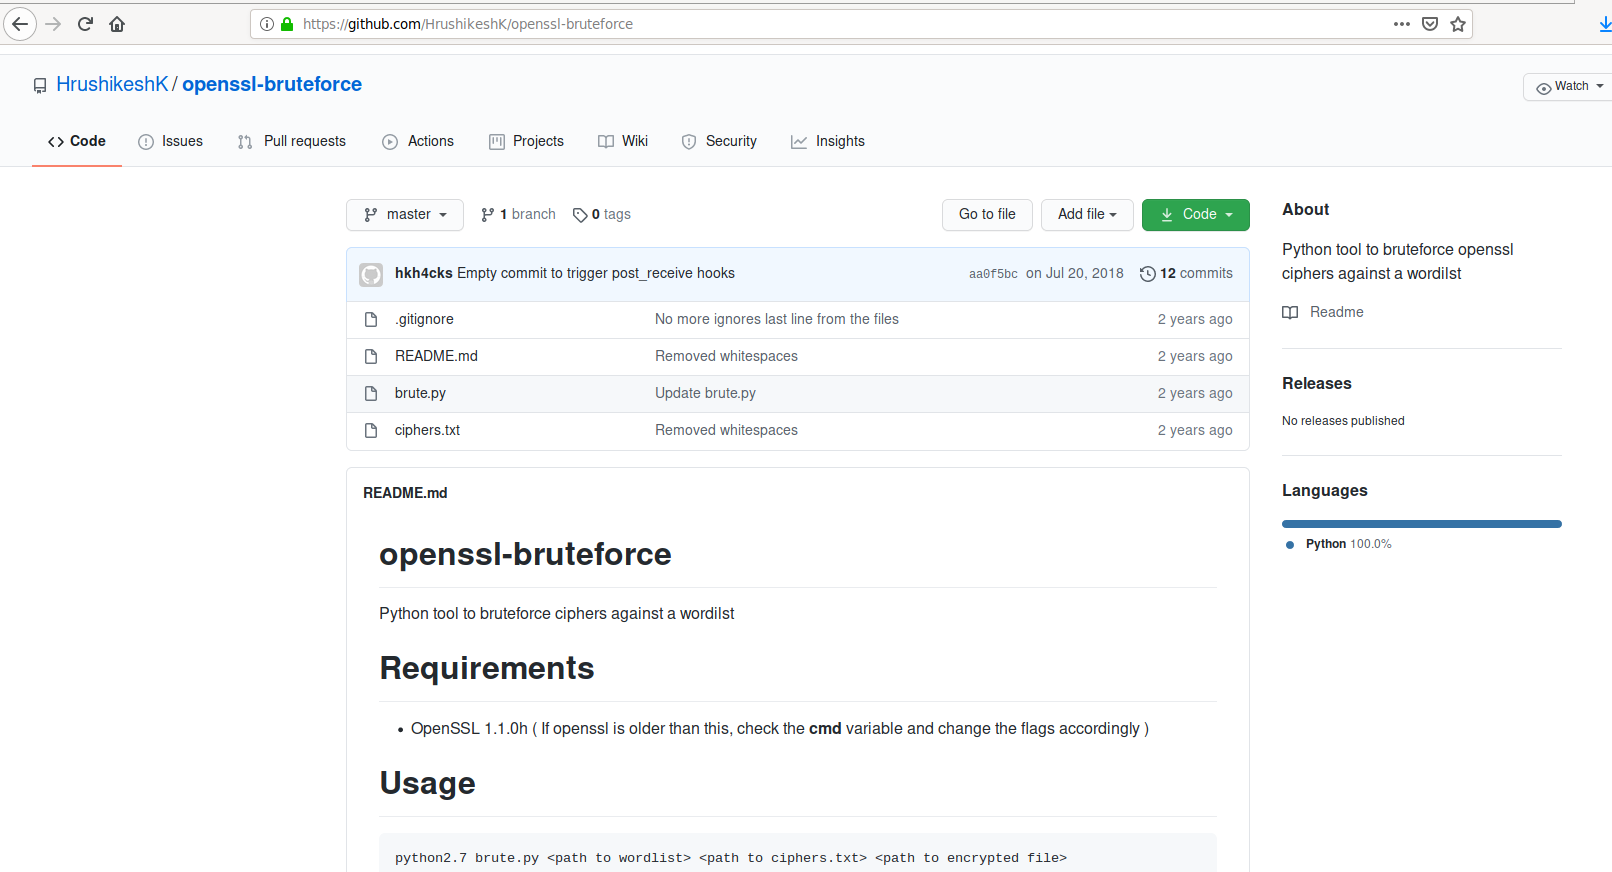 https://github.com/HrushikeshK/openssl-bruteforce
HrushikeshK / openssl-bruteforce
Watch
Code Issues Pull requests Actions Projects Wiki Security Insights
master 1 branch 0 tags Go to file Add file Code
hkh4cks Empty commit to trigger post_receive hooks aa0f5bc on Jul 20, 2018 12 commits
.gitignore No more ignores last line from the files 2 years ago
README.md Removed whitespaces 2 years ago
brute.py Update brute.py 2 years ago
ciphers.txt Removed whitespaces 2 years ago
README.md
openssl-bruteforce
Python tool to bruteforce ciphers against a wordilst
Requirements
• OpenSSL 1.1.0h ( If openssl is older than this, check the cmd variable and change the flags accordingly )
Usage
python2.7 brute.py <path to wordlist> <path to ciphers.txt> <path to encrypted file>
About
Python tool to bruteforce openssl
ciphers against a wordilst
Readme
Releases
No releases published
Languages
Python 100.0%